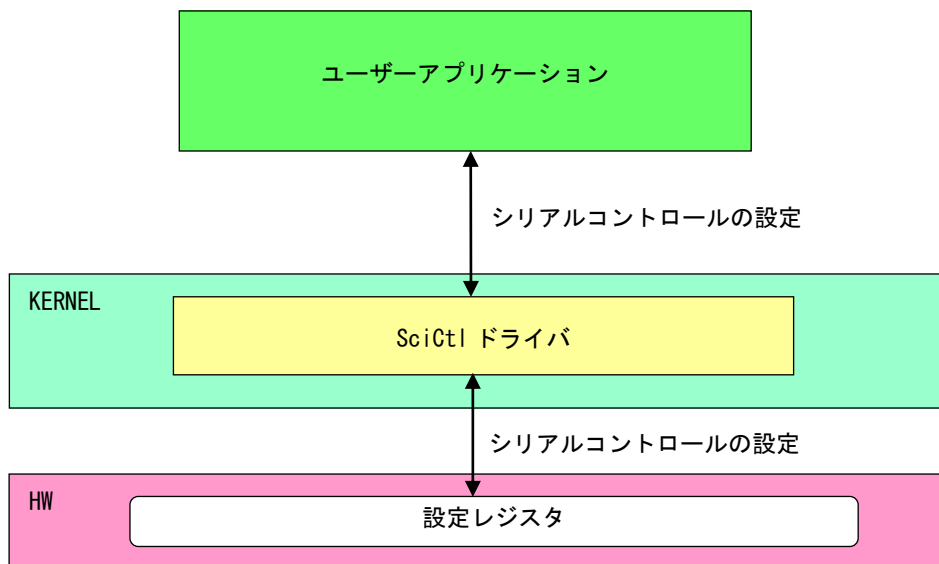 ユーザーアプリケーション
シリアルコントロールの設定
KERNEL
SciCtl ドライバ
シリアルコントロールの設定
HW
設定レジスタ